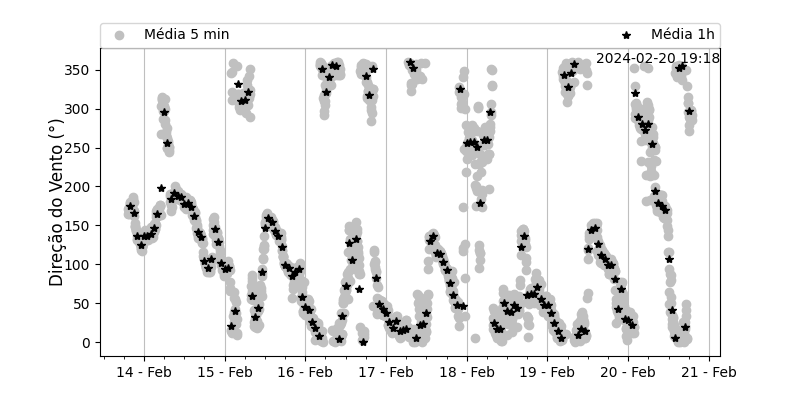 Média 5 min
Média 1h
2024-02-20 19:18
Direção do Vento (°)
350
300
250
200
150
100
50
0
14 - Feb
15 - Feb
16 - Feb
17 - Feb
18 - Feb
19 - Feb
20 - Feb
21 - Feb